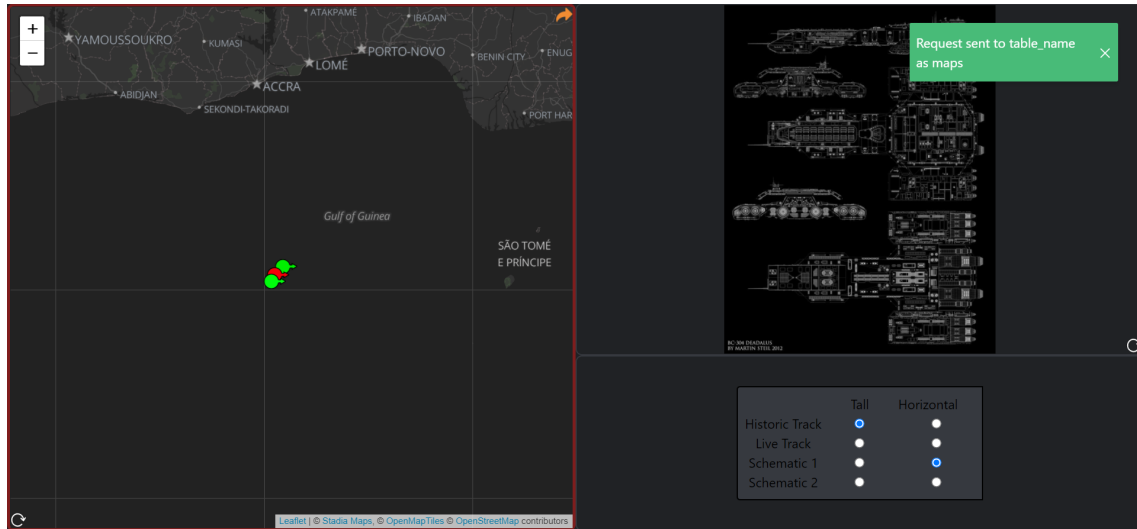 +
−
ATAKPAMÉ
IBADAN
YAMOUSSOUKRO
KUMASI
PORTO-NOVO
BENIN CITY
ENUG
LOMÉ
ABIDJAN
ACCRA
SEKONDI-TAKORADI
PORT HAR
Gulf of Guinea
SÃO TOMÉ
E PRÍNCIPE
Leaflet | © Stadia Maps, © OpenMapTiles © OpenStreetMap contributors
Request sent to table_name
as maps
BC-304 DEADALUS
BY MARTIN STEIL 2012
Tall Horizontal
Historic Track
Live Track
Schematic 1
Schematic 2